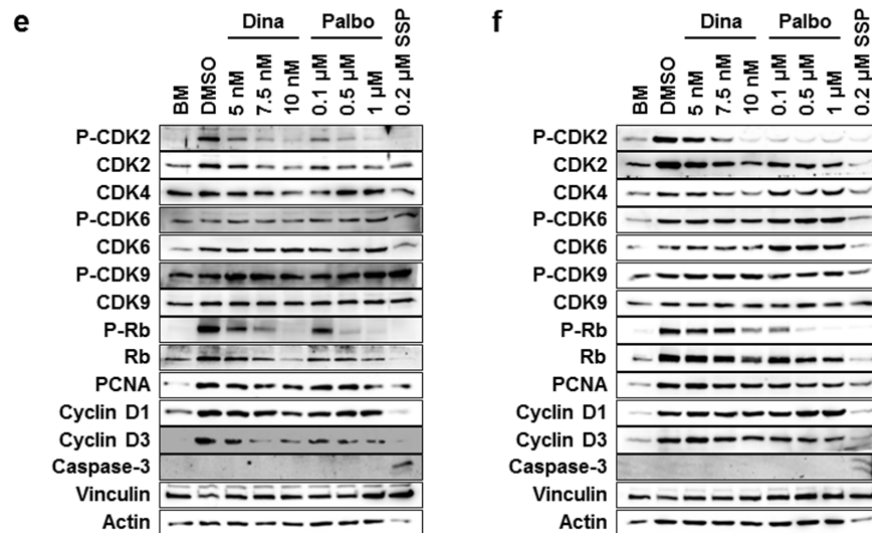 e
Dina Palbo
BM DMSO 5 nM 7.5 nM 10 nM 0.1 µM 0.5 µM 1 µM 0.2 µM SSP
P-CDK2
CDK2
CDK4
P-CDK6
CDK6
P-CDK9
CDK9
P-Rb
Rb
PCNA
Cyclin D1
Cyclin D3
Caspase-3
Vinculin
Actin
f
Dina Palbo
BM DMSO 5 nM 7.5 nM 10 nM 0.1 µM 0.5 µM 1 µM 0.2 µM SSP
P-CDK2
CDK2
CDK4
P-CDK6
CDK6
P-CDK9
CDK9
P-Rb
Rb
PCNA
Cyclin D1
Cyclin D3
Caspase-3
Vinculin
Actin